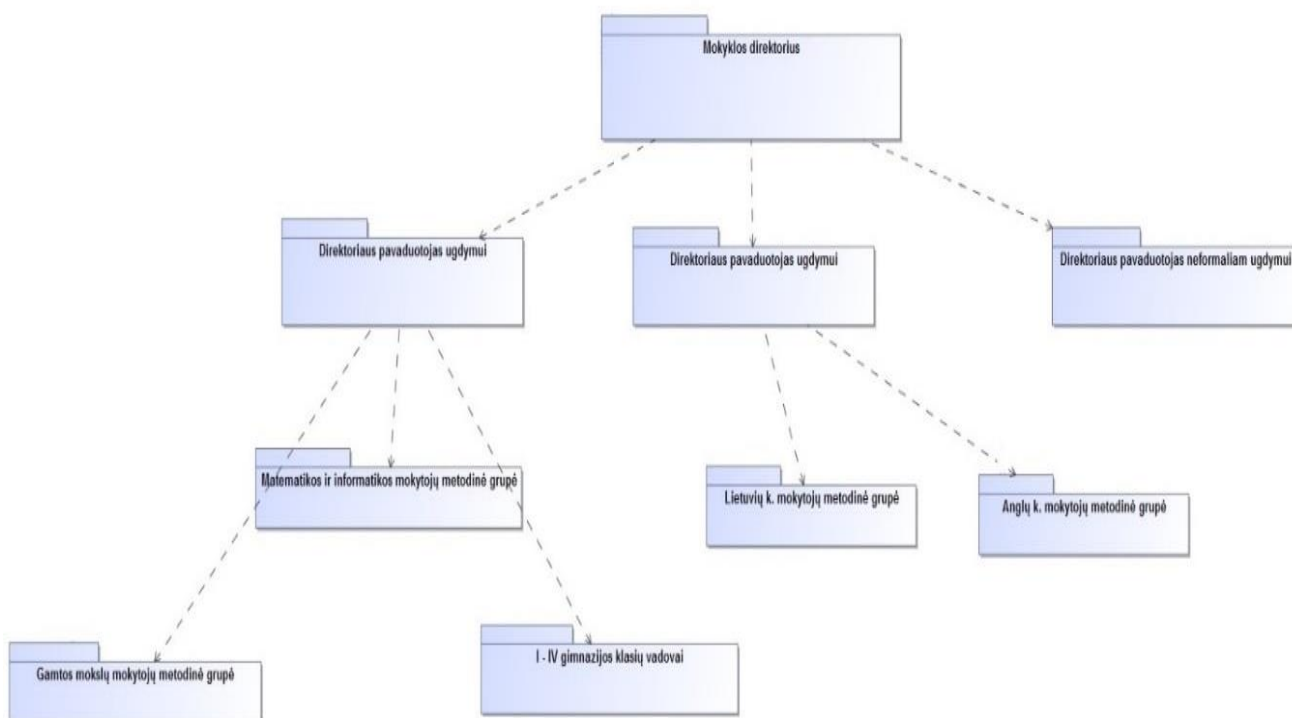 Mokyklos direktorius
Direktoriaus pavaduotojas ugdymui
Direktoriaus pavaduotojas ugdymui
Direktoriaus pavaduotojas neformaliam ugdymui
Matematikos ir informatikos mokytojų metodinė grupė
Lietuvių k. mokytojų metodinė grupė
Anglų k. mokytojų metodinė grupė
Gamtos mokslų mokytojų metodinė grupė
I - IV gimnazijos klasių vadovai